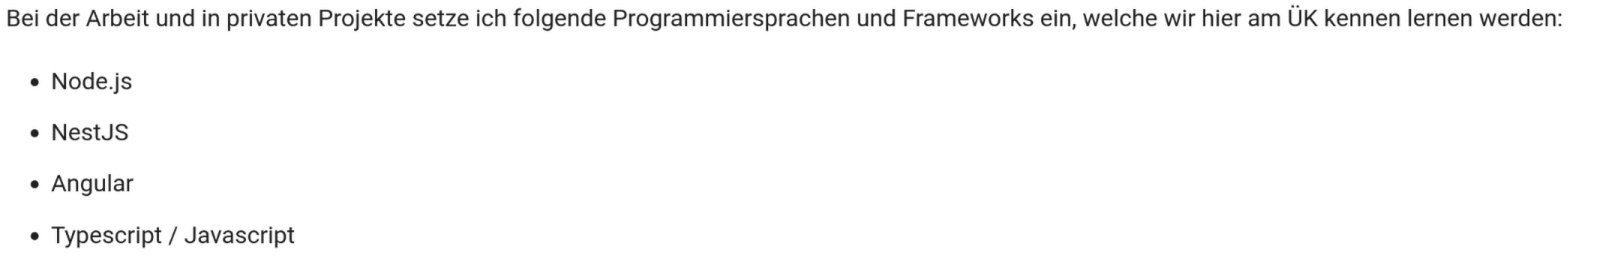 Bei der Arbeit und in privaten Projekte setze ich folgende Programmiersprachen und Frameworks ein, welche wir hier am ÜK kennen lernen werden:
• Node.js
• NestJS
• Angular
• Typescript / Javascript